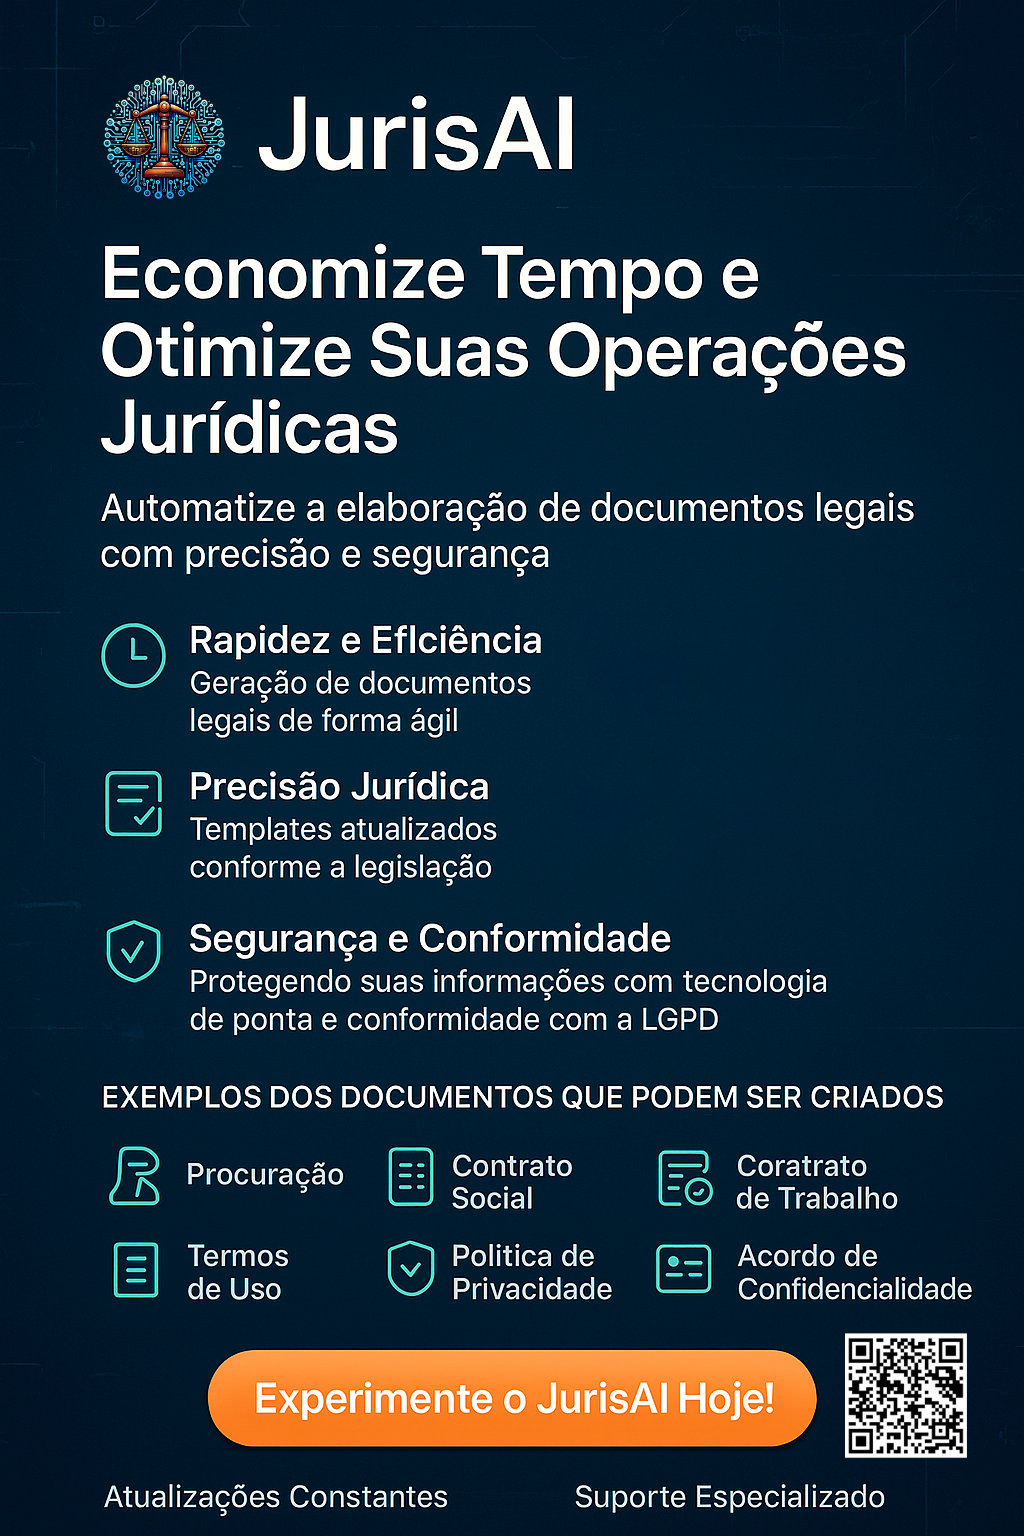 JurisAI
Economize Tempo e
Otimize Suas Operações
Jurídicas
Automatize a elaboração de documentos legais
com precisão e segurança
Rapidez e EfIciência
Geração de documentos
legais de forma ágil
Precisão Jurídica
Templates atualizados
conforme a legislação
Segurança e Conformidade
Protegendo suas informações com tecnologia
de ponta e conformidade com a LGPD
EXEMPLOS DOS DOCUMENTOS QUE PODEM SER CRIADOS
Procuração
Contrato
Social
Coratrato
de Trabalho
Termos
de Uso
Politica de
Privacidade
Acordo de
Confidencialidade
Experimente o JurisAI Hoje!
Atualizações Constantes
Suporte Especializado